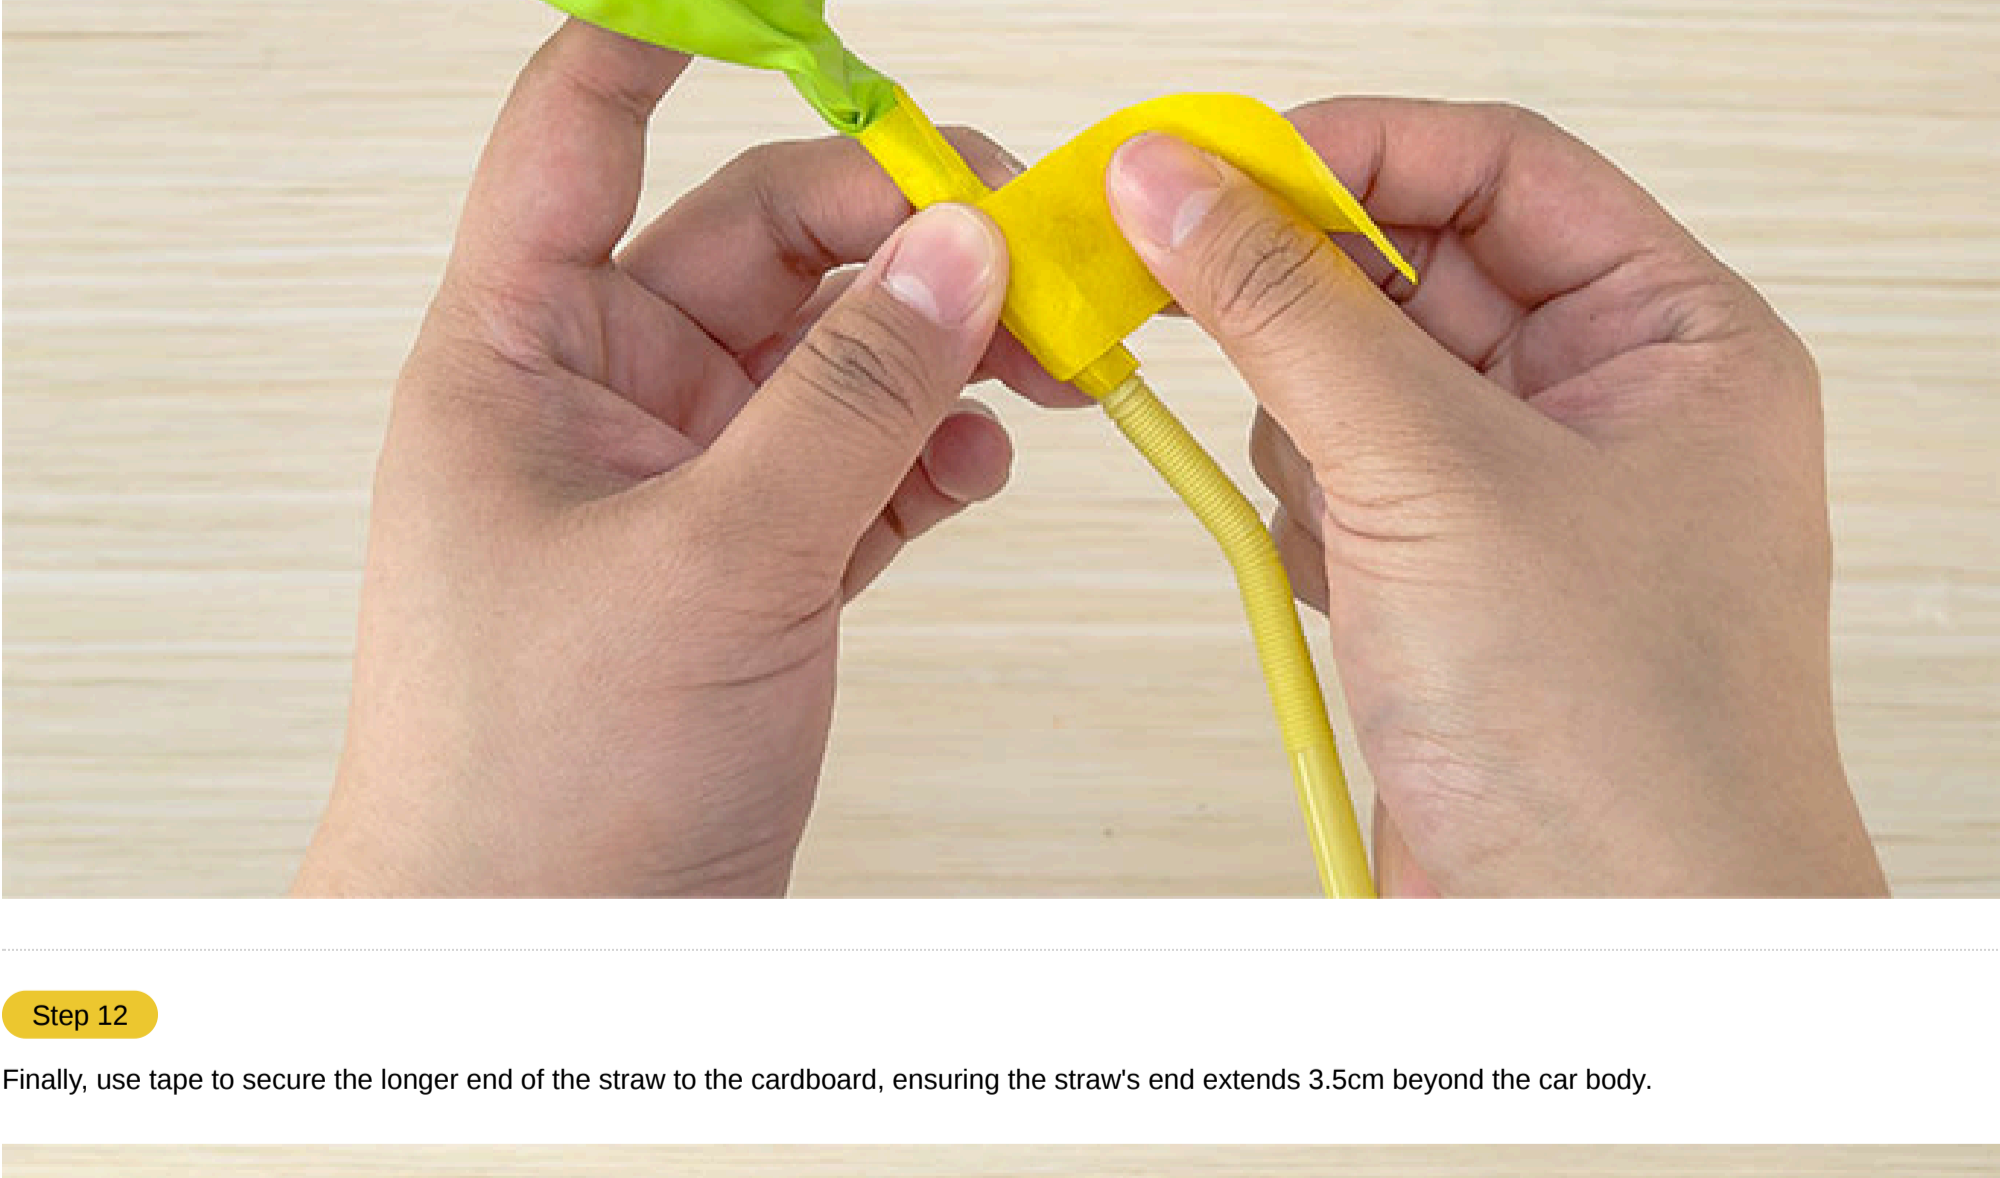 Step 12
Finally, use tape to secure the longer end of the straw to the cardboard, ensuring the straw's end extends 3.5cm beyond the car body.